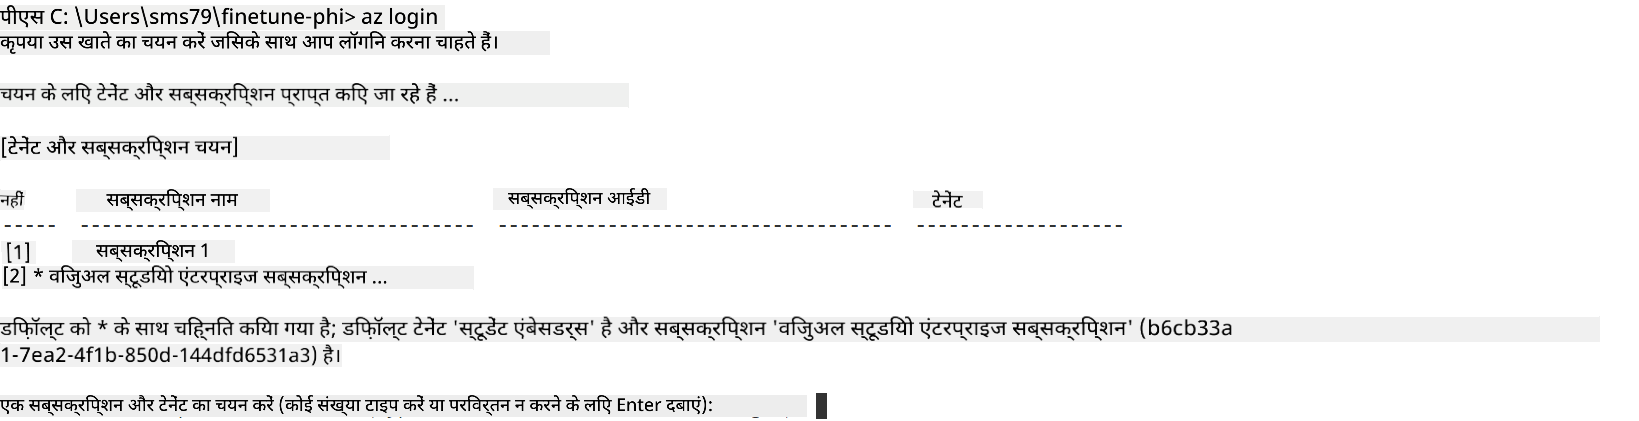 पीएस C: \Users\sms79\finetune-phi> az login
कृपया उस खाते का चयन करें जिसके साथ आप लॉगिन करना चाहते हैं।
चयन के लिए टेनेंट और सब्सक्रिप्शन प्राप्त किए जा रहे हैं ...
[टेनेंट और सब्सक्रिप्शन चयन]
नहीं सब्सक्रिप्शन नाम सब्सक्रिप्शन आईडी टेनेंट
----- ------------------------------------ ------------------------------------ -------------------
[1] सब्सक्रिप्शन 1
[2] * विजुअल स्टूडियो एंटरप्राइज सब्सक्रिप्शन ...
डिफ़ॉल्ट को * के साथ चिह्नित किया गया है; डिफ़ॉल्ट टेनेंट 'स्टूडेंट एंबेसडर्स' है और सब्सक्रिप्शन 'विजुअल स्टूडियो एंटरप्राइज सब्सक्रिप्शन' (b6cb33a
1-7ea2-4f1b-850d-144dfd6531a3) है।
एक सब्सक्रिप्शन और टेनेंट का चयन करें (कोई संख्या टाइप करें या परिवर्तन न करने के लिए Enter दबाएं):